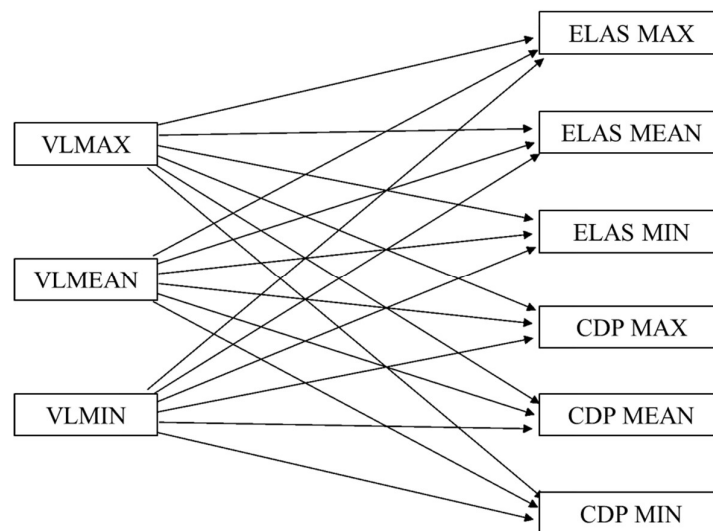 VLMAX
VLMEAN
VLMIN
ELAS MAX
ELAS MEAN
ELAS MIN
CDP MAX
CDP MEAN
CDP MIN